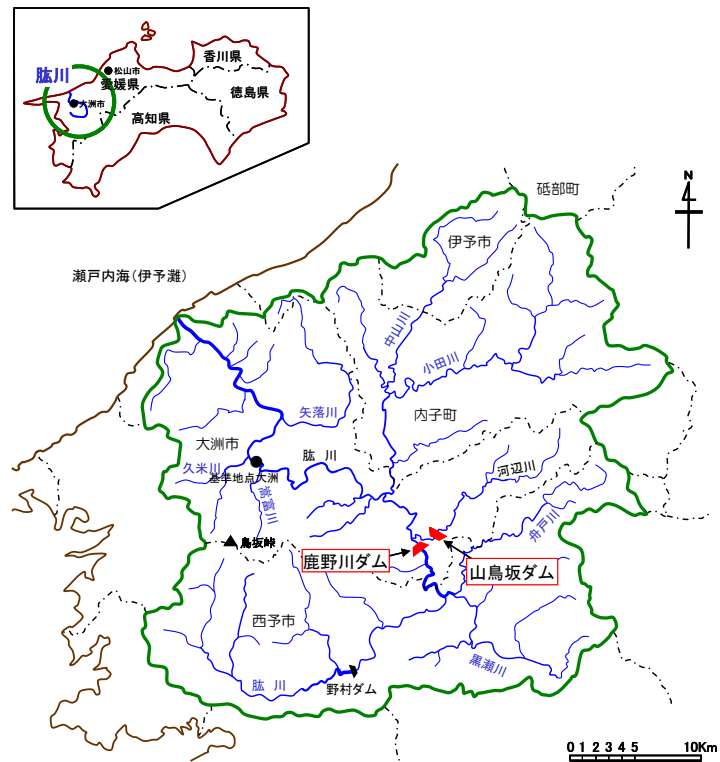 肱川
松山市
愛媛県
大洲市
香川県
徳島県
高知県
N
砥部町
伊予市
瀬戸内海(伊予灘)
中山川
小田川
矢落川
内子町
大洲市
肱 川
河辺川
久米川
基準地点大洲
嵩富川
舟戸川
鳥坂峠
鹿野川ダム
山鳥坂ダム
西予市
黒瀬川
肱 川
野村ダム
0 1 2 3 4 5 10Km